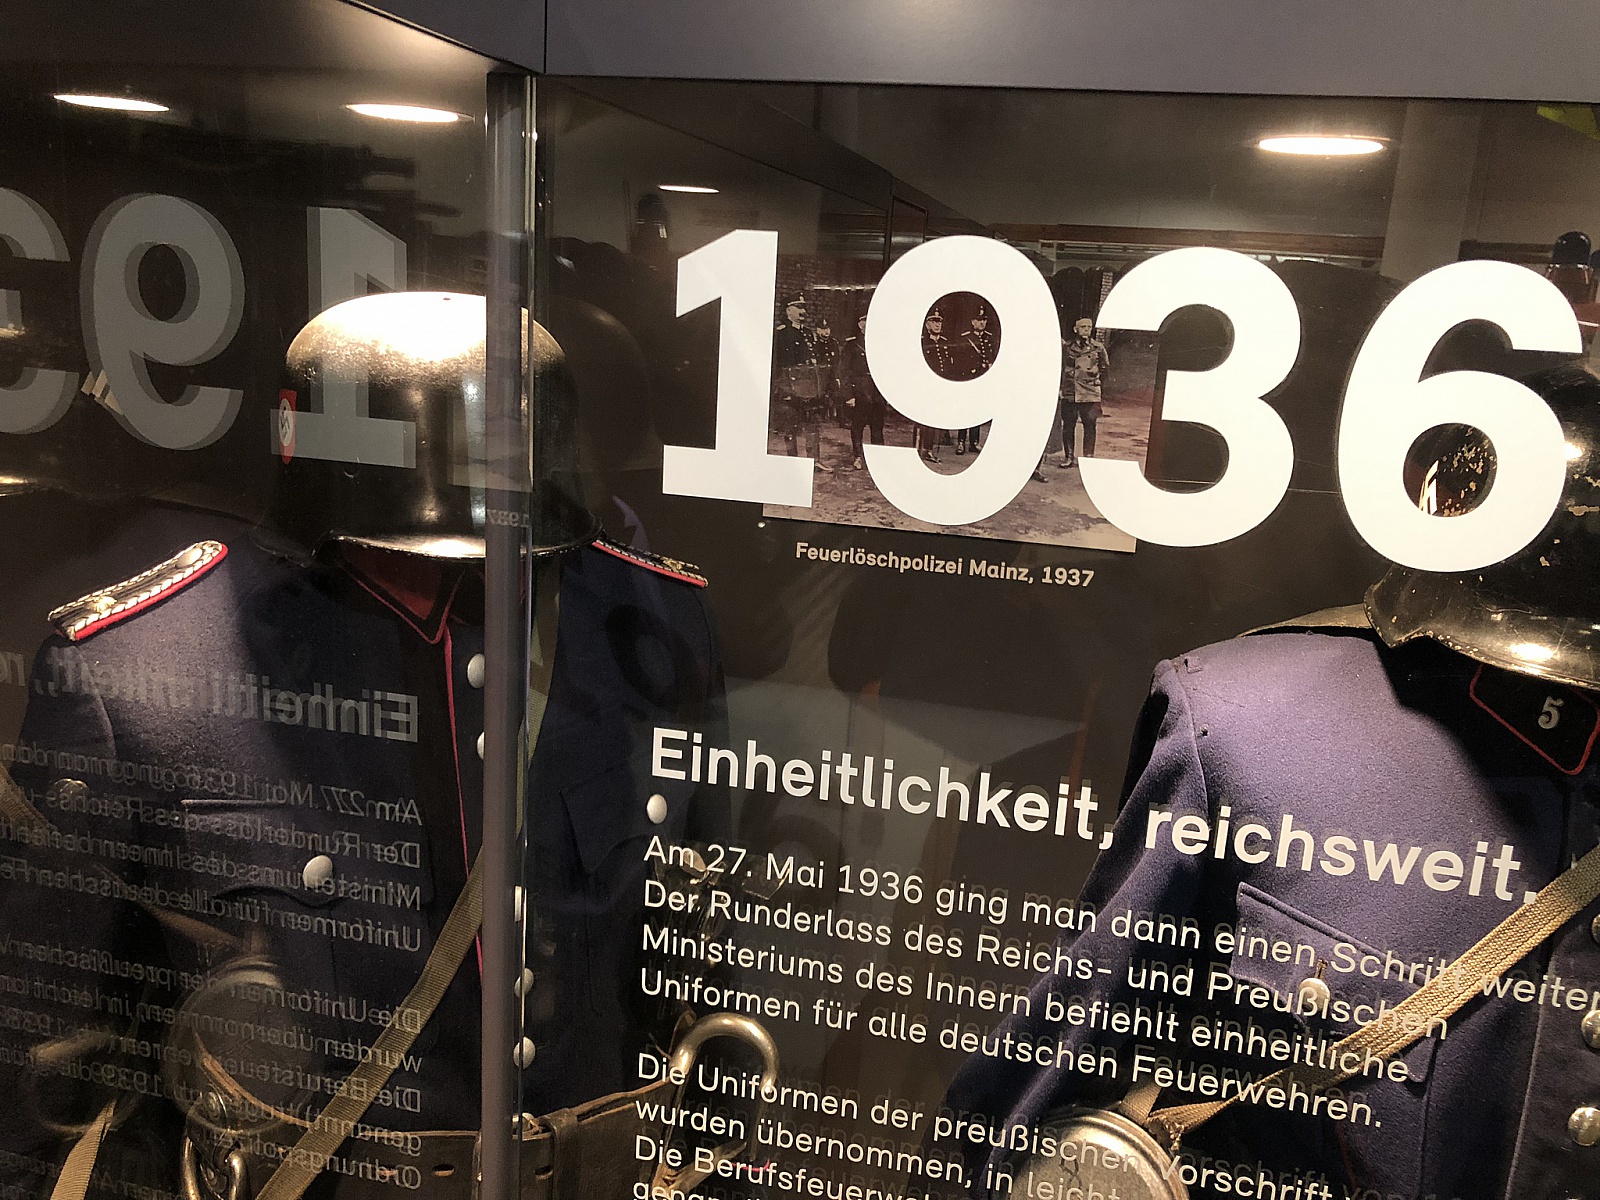 1936
Feuerlöschpolizei Mainz, 1937
Einheitlichkeit, reichsweit.
Am 27. Mai 1936 ging man dann einen Schritt weiter.
Der Runderlass des Reichs- und Preußischen
Ministeriums des Innern befiehlt einheitliche
Uniformen für alle deutschen Feuerwehren.
Die Uniformen der preußischen Vorschrift
wurden übernommen, in leicht
Die
5